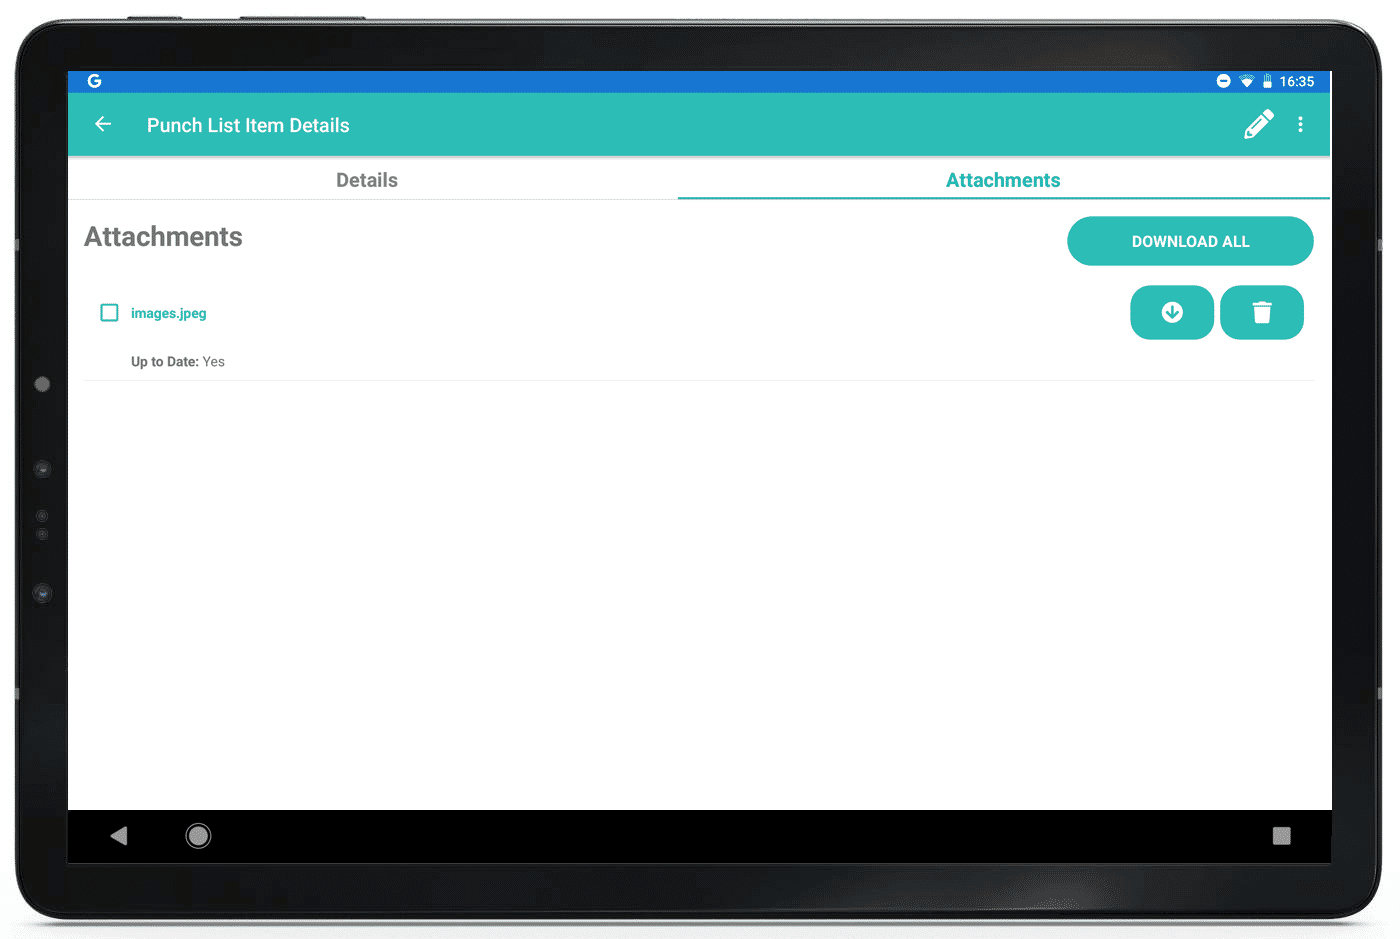 G 16:35
Punch List Item Details
Details Attachments
Attachments
DOWNLOAD ALL
images.jpeg
Up to Date: Yes